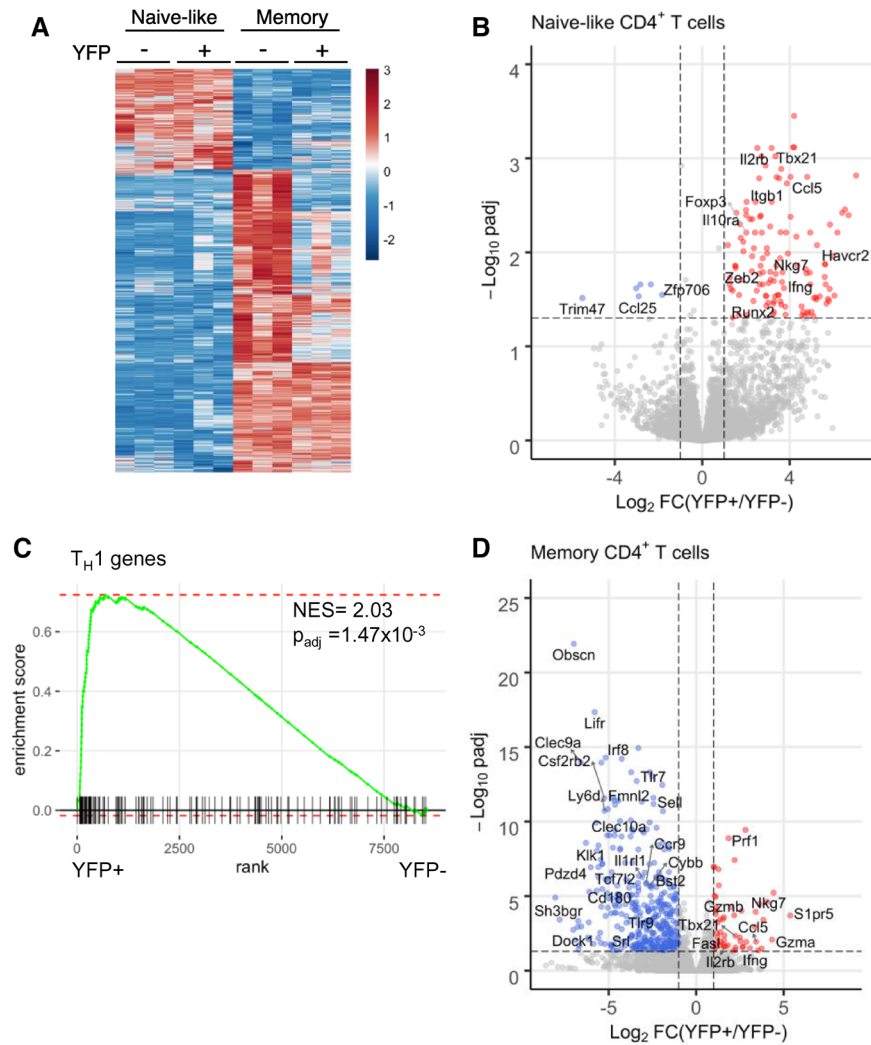 A
Naive-like Memory
YFP - + - +
3
2
1
0
-1
-2
B
Naive-like CD4+ T cells
4
3
2
1
0
− Log10 padj
Il2rb Tbx21
Ccl5
Itgb1
Foxp3
Il10ra
Havcr2
Nkg7
Zeb2
Ifng
Zfp706
Runx2
Trim47
Ccl25
-4 0 4
Log2 FC(YFP+/YFP-)
C
TH1 genes
NES= 2.03
padj =1.47x10-3
enrichment score
0.6
0.4
0.2
0.0
0 2500 5000 7500
YFP+ rank YFP-
D
Memory CD4+ T cells
25
20
15
10
5
0
− Log10 padj
Obscn
Lifr
Clec9a
Irf8
Csf2rb2
Tlr7
Ly6d Fmnl2
Sell
Clec10a
Ccr9
Prf1
Klk1
Il1rl1
Cybb
Pdzd4
Tcf7l2
Bst2
Cd180
Gzmb
Nkg7
Sh3bgr
Tlr9
Tbx21
Ccl5
S1pr5
Dock1
Srl
Fasl
Gzma
Il2rb
Ifng
-5 0 5
Log2 FC(YFP+/YFP-)